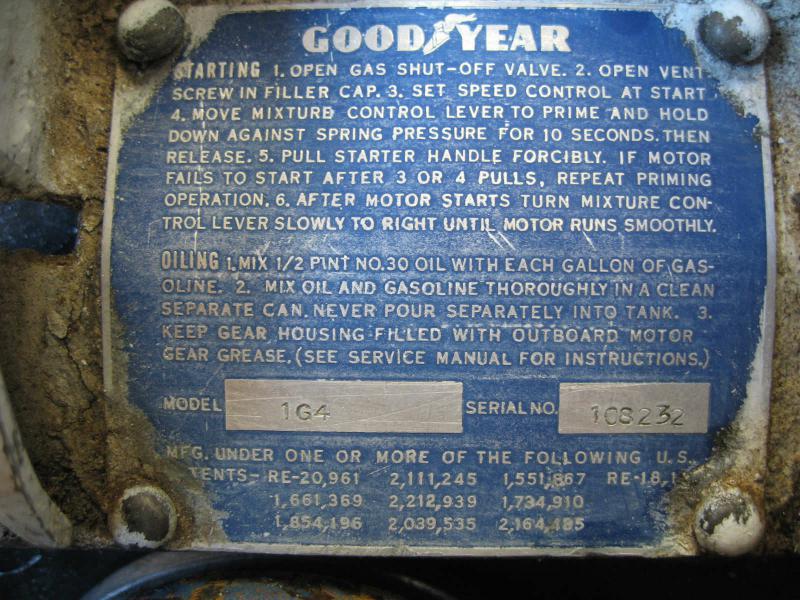 GOOD YEAR
STARTING 1. OPEN GAS SHUT-OFF VALVE. 2. OPEN VENT
SCREW IN FILLER CAP. 3. SET SPEED CONTROL AT START
4. MOVE MIXTURE CONTROL LEVER TO PRIME AND HOLD
DOWN AGAINST SPRING PRESSURE FOR 10 SECONDS. THEN
RELEASE. 5. PULL STARTER HANDLE FORCIBLY. IF MOTOR
FAILS TO START AFTER 3 OR 4 PULLS, REPEAT PRIMING
OPERATION. 6. AFTER MOTOR STARTS TURN MIXTURE CON-
TROL LEVER SLOWLY TO RIGHT UNTIL MOTOR RUNS SMOOTHLY.
OILING 1. MIX 1/2 PINT NO. 30 OIL WITH EACH GALLON OF GAS-
OLINE. 2. MIX OIL AND GASOLINE THOROUGHLY IN A CLEAN
SEPARATE CAN. NEVER POUR SEPARATELY INTO TANK. 3.
KEEP GEAR HOUSING FILLED WITH OUTBOARD MOTOR
GEAR GREASE. (SEE SERVICE MANUAL FOR INSTRUCTIONS.)
MODEL 1G4 SERIAL NO. 108232
MFG. UNDER ONE OR MORE OF THE FOLLOWING U.S.
TENTS- RE-20,961 2,111,245 1,551,867 RE-18,1
1,661,369 2,212,939 1,734,910
1,854,196 2,039,535 2,164,485